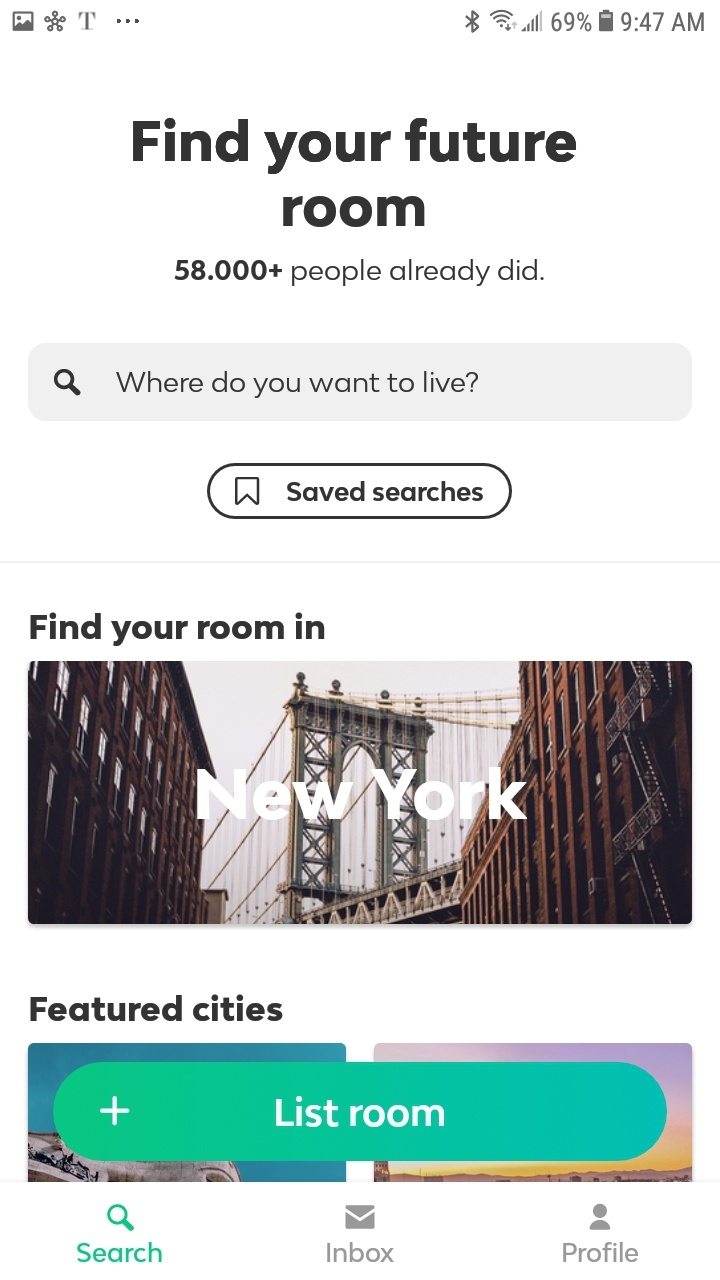 T ... 69% 9:47 AM
Find your future
room
58.000+ people already did.
Where do you want to live?
Saved searches
Find your room in
New York
Featured cities
+ List room
Search Inbox Profile